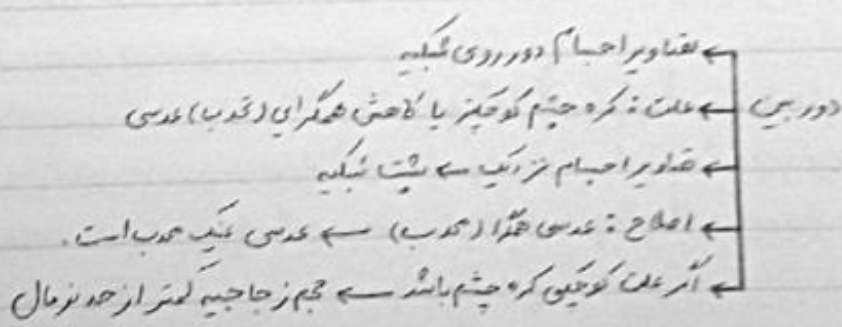 ← تصاویر اجسام دور روی شبکیه
دوربینی ← علت : کره چشم کوچکتر یا کاهش همگرایی (تحدب) عدسی
← تصاویر اجسام نزدیک ← پشت شبکیه
← اصلاح : عدسی همگرا (محدب) ← عدسی عینک محدب است.
← اگر علت کوچکی کره چشم باشد ← حجم زجاجیه کمتر از حد نرمال